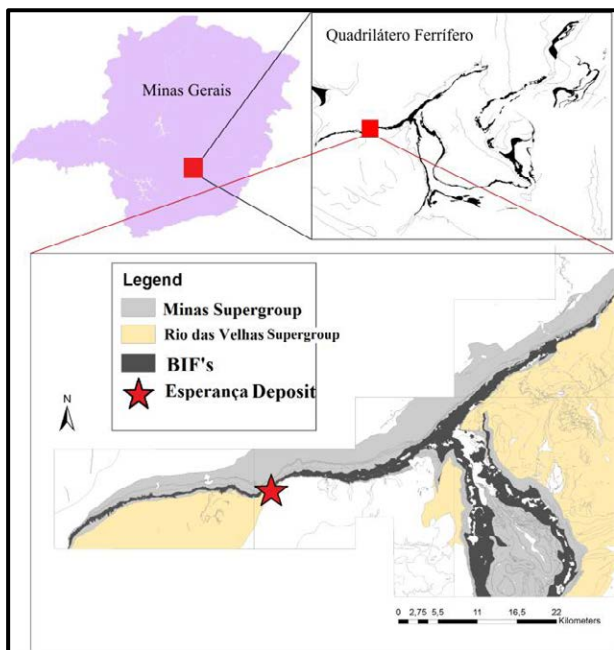 Minas Gerais
Quadrilátero Ferrífero
Legend
Minas Supergroup
Rio das Velhas Supergroup
BIF's
Esperança Deposit
N
0 2,75 5,5 11 16,5 22
Kilometers